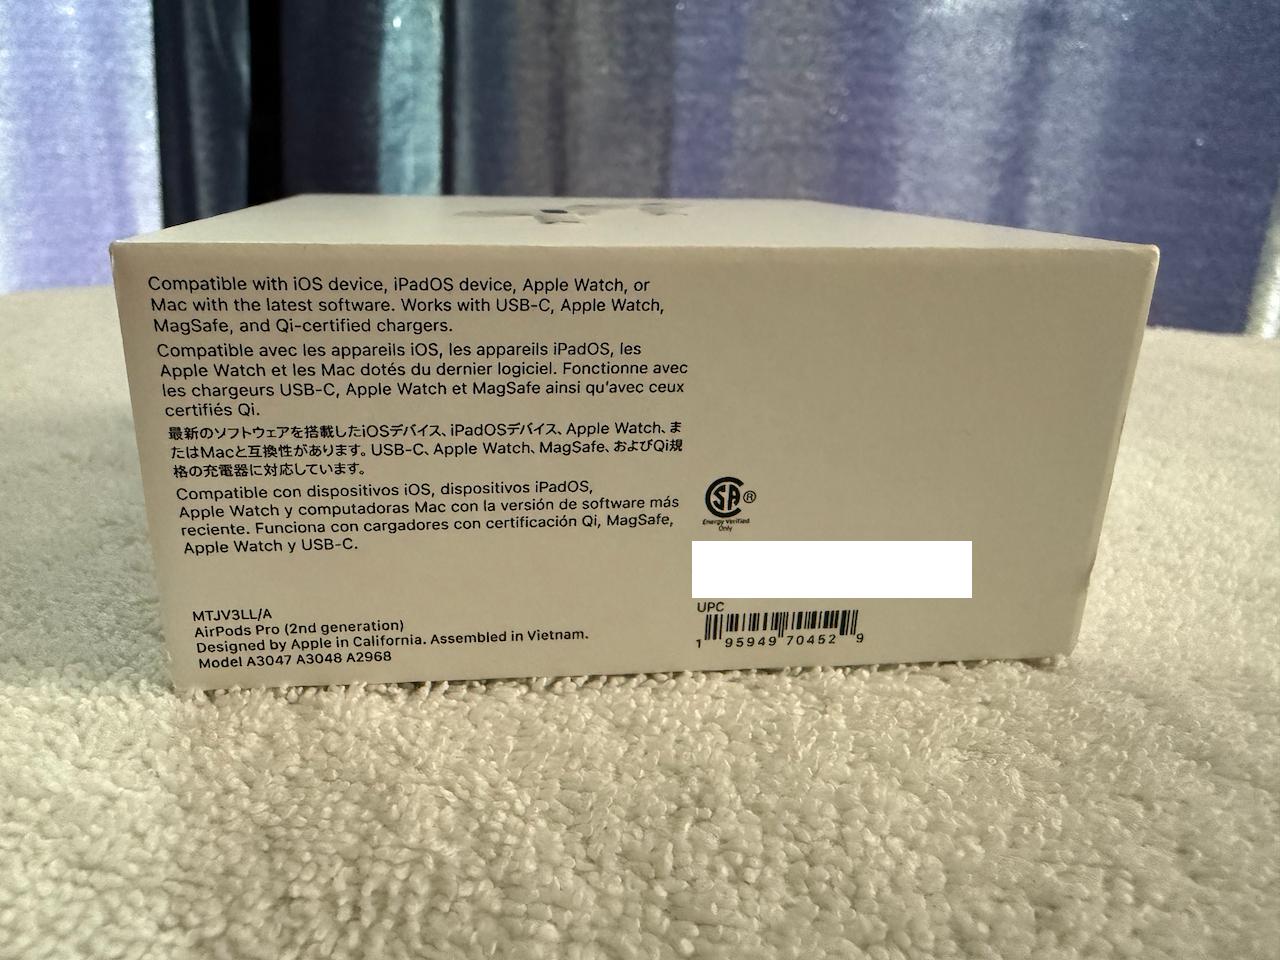 Compatible with iOS device, iPadOS device, Apple Watch, or
Mac with the latest software. Works with USB-C, Apple Watch,
MagSafe, and Qi-certified chargers.
Compatible avec les appareils iOS, les appareils iPadOS, les
Apple Watch et les Mac dotés du dernier logiciel. Fonctionne avec
les chargeurs USB-C, Apple Watch et MagSafe ainsi qu'avec ceux
certifiés Qi.
最新のソフトウェアを搭載したiOSデバイス、iPadOSデバイス、Apple Watch、ま
たはMacと互換性があります。USB-C、Apple Watch、MagSafe、およびQi規
格の充電器に対応しています。
Compatible con dispositivos iOS, dispositivos iPadOS,
Apple Watch y computadoras Mac con la versión de software más
reciente. Funciona con cargadores con certificación Qi, MagSafe,
Apple Watch y USB-C.
MTJV3LL/A
AirPods Pro (2nd generation)
Designed by Apple in California. Assembled in Vietnam.
Model A3047 A3048 A2968
SA®
Energy Verified
Only
UPC
1 95949 70452 9